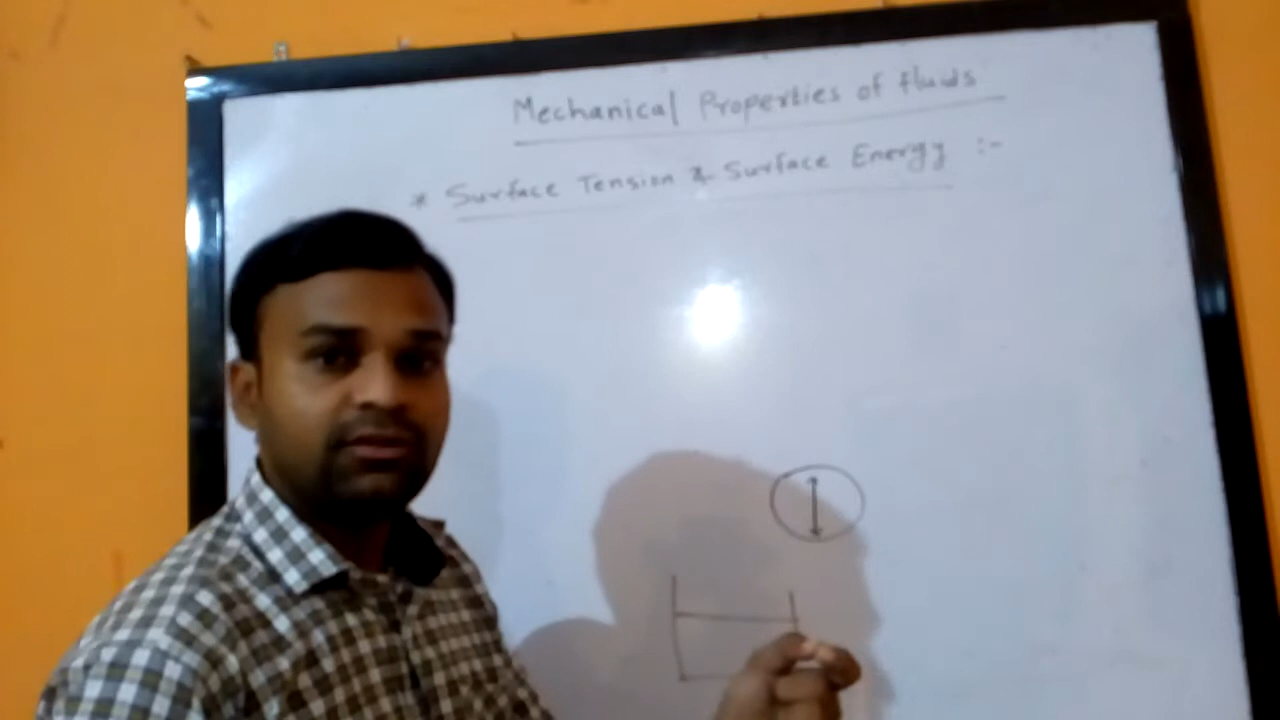 Mechanical Properties of fluids
* Surface Tension & Surface Energy :-